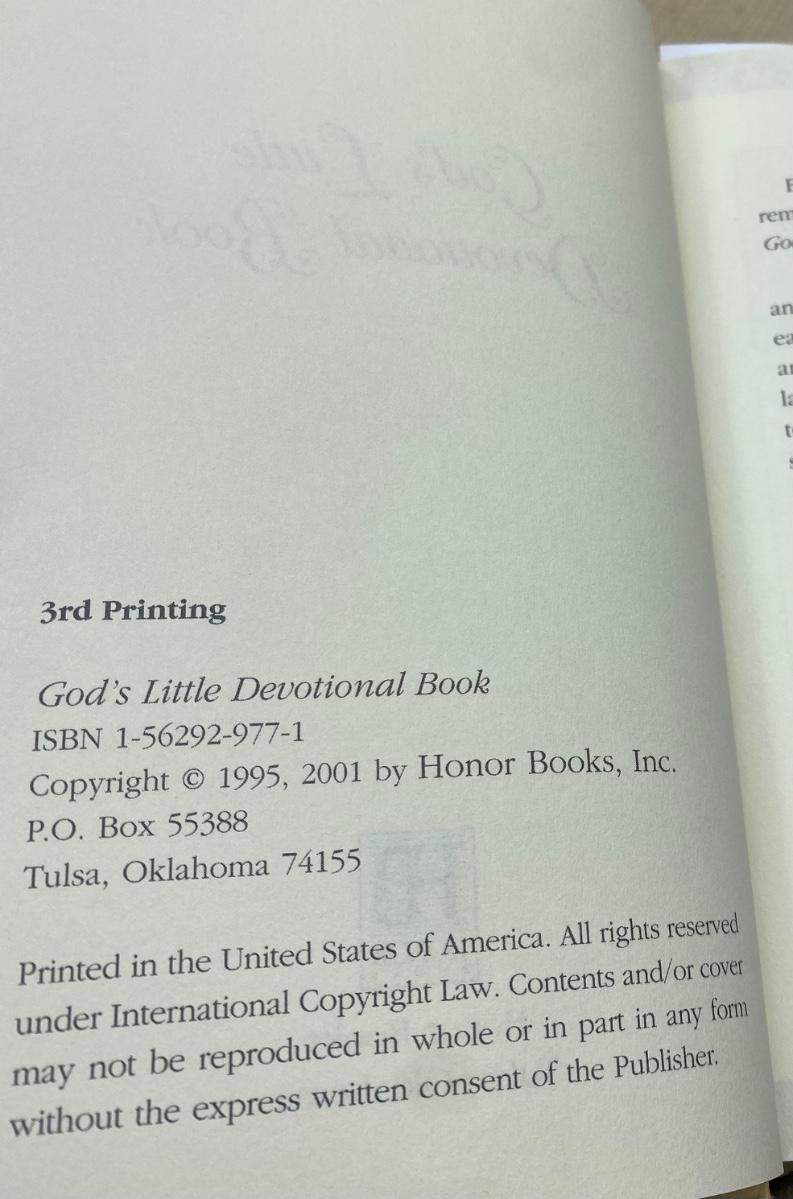 3rd Printing
God's Little Devotional Book
ISBN 1-56292-977-1
Copyright © 1995, 2001 by Honor Books, Inc.
P.O. Box 55388
Tulsa, Oklahoma 74155
Printed in the United States of America. All rights reserved
under International Copyright Law. Contents and/or cover
may not be reproduced in whole or in part in any form
without the express written consent of the Publisher.